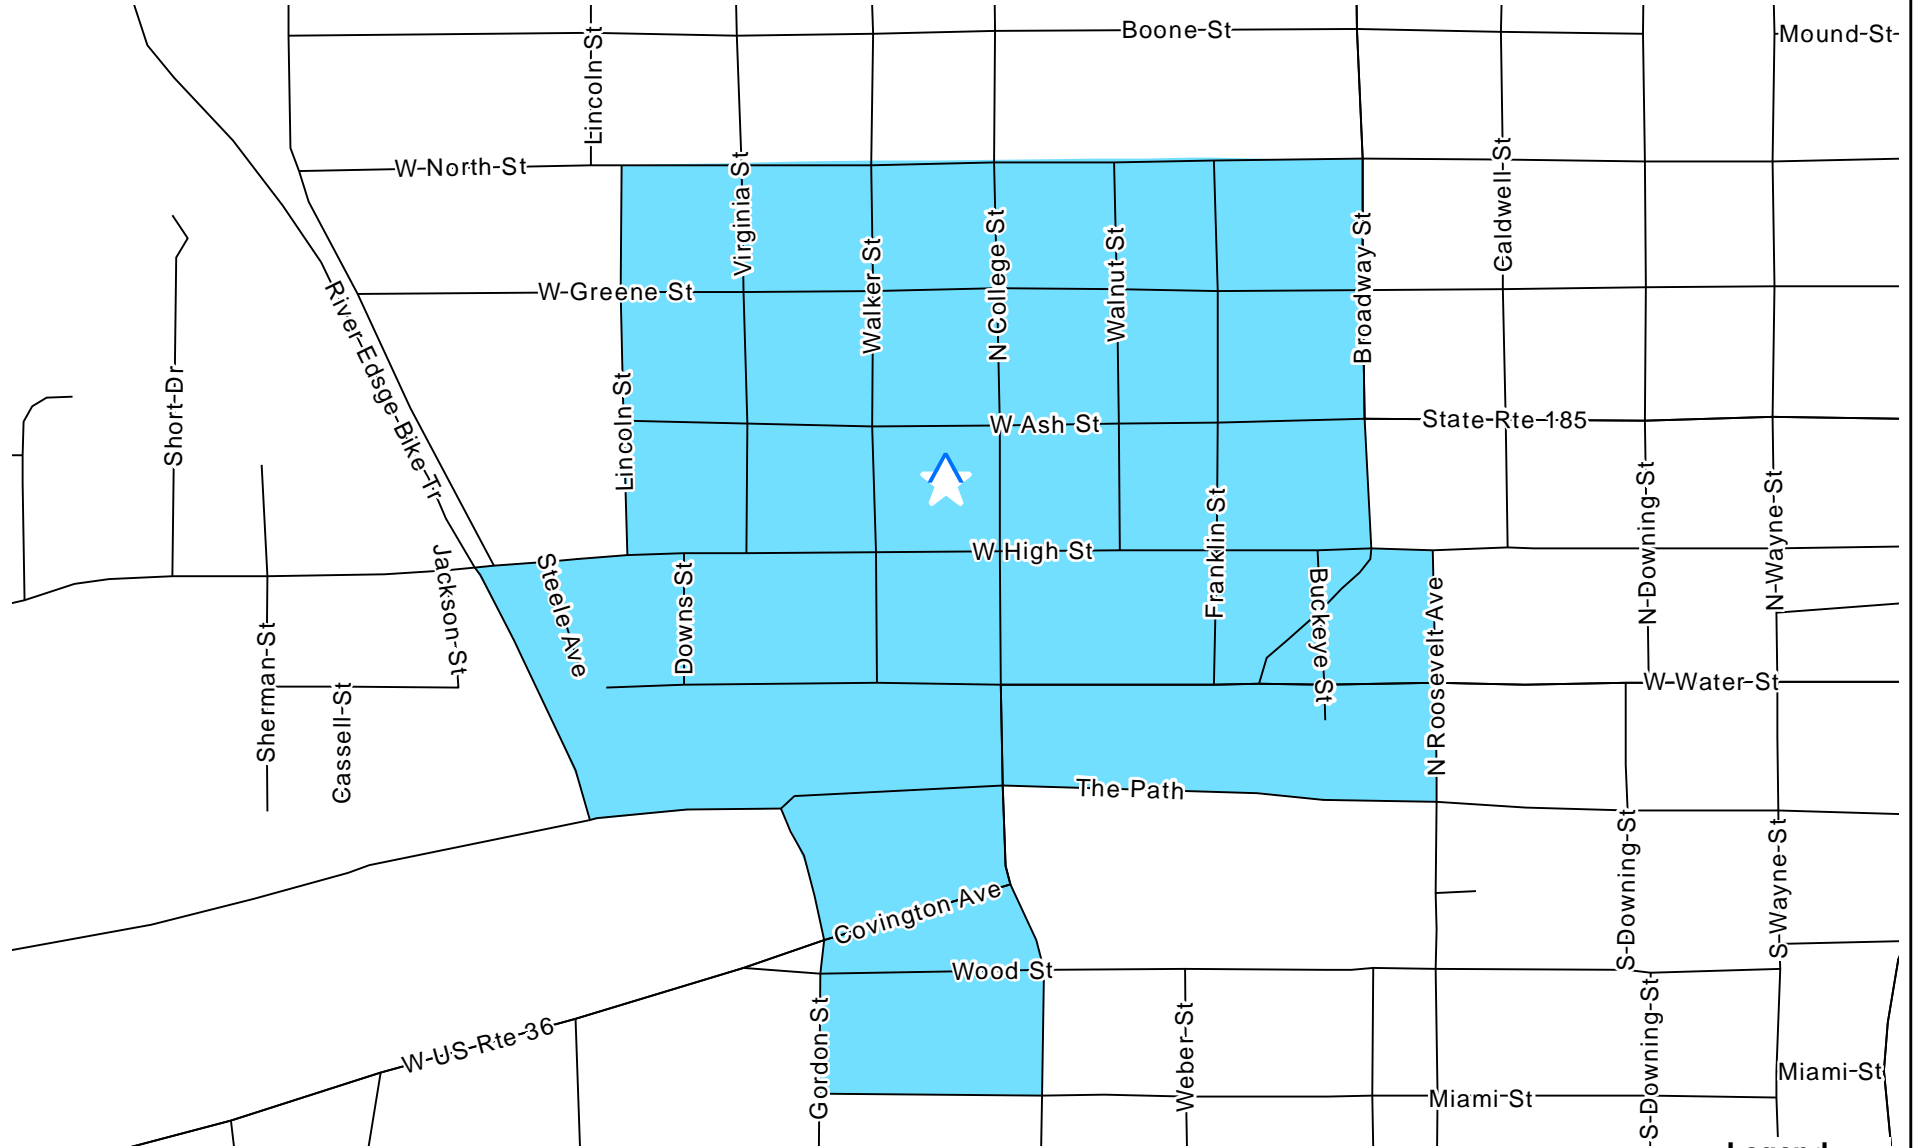 Boone St
Mound St
Lincoln St
W North St
Virginia St
Caldwell St
N College St
Walker St
Walnut St
Broadway St
W Greene St
River Edsge Bike Tr
Short Dr
Lincoln St
W Ash St
State Rte 185
N Downing St
N Wayne St
Franklin St
W High St
Jackson St
Steele Ave
Downs St
Buckeye St
N Roosevelt Ave
Sherman St
Cassell St
W Water St
The Path
S Downing St
S Wayne St
Covington Ave
Wood St
W US Rte 36
Gordon St
Weber St
S Downing St
Miami St
Miami St